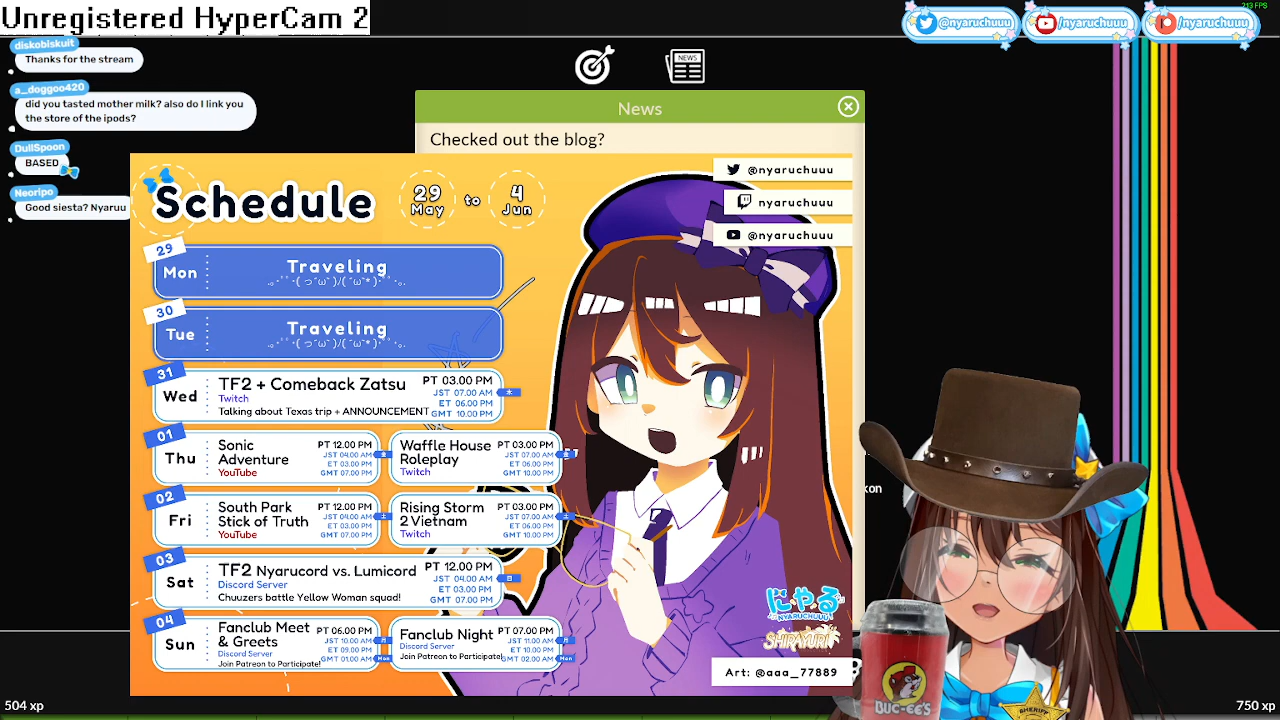 Unregistered HyperCam 2
213 FPS
@nyaruchuuu
/nyaruchuuu
/nyaruchuuu
diskobiskuit
Thanks for the stream
a_doggoo420
did you tasted mother milk? also do I link you
the store of the ipods?
DullSpoon
BASED
Neoripo
Good siesta? Nyaruu
NEWS
News
Checked out the blog?
Schedule
29 May to 4 Jun
@nyaruchuuu
nyaruchuuu
@nyaruchuuu
29
Mon
Traveling
30
Tue
Traveling
31
Wed
TF2 + Comeback Zatsu
Twitch
Talking about Texas trip + ANNOUNCEMENT
PT 03.00 PM
JST 07.00 AM
木
ET 06.00 PM
GMT 10.00 PM
01
Thu
Sonic
Adventure
YouTube
PT 12.00 PM
JST 04.00 AM
ET 03.00 PM
GMT 07.00 PM
Waffle House
Roleplay
Twitch
PT 03.00 PM
JST 07.00 AM
ET 06.00 PM
GMT 10.00 PM
02
Fri
South Park
Stick of Truth
YouTube
PT 12.00 PM
JST 04.00 AM
土
ET 03.00 PM
GMT 07.00 PM
Rising Storm
2 Vietnam
Twitch
PT 03.00 PM
JST 07.00 AM
土
ET 06.00 PM
GMT 10.00 PM
03
Sat
TF2 Nyarucord vs. Lumicord
Discord Server
Chuuzers battle Yellow Woman squad!
PT 12.00 PM
JST 04.00 AM
日
ET 03.00 PM
GMT 07.00 PM
04
Sun
Fanclub Meet
& Greets
Discord Server
Join Patreon to Participate!
PT 06.00 PM
JST 10.00 AM
月
ET 09.00 PM
GMT 01.00 AM
Mon
Fanclub Night
Discord Server
Join Patreon to Participate!
PT 07.00 PM
JST 11.00 AM
月
ET 10.00 PM
GMT 02.00 AM
Mon
にゃる
NYARUCHUUU
SHIRAYURI
Art: @aaa_77889
BUC-EE'S
SHERIFF
504 xp
750 xp